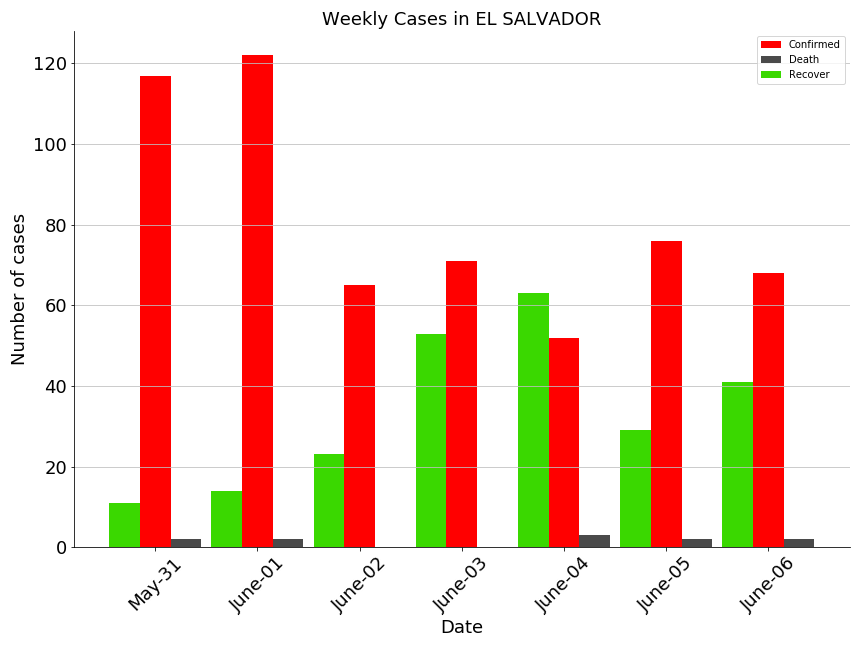 Weekly Cases in EL SALVADOR
Confirmed
Death
Recover
Number of cases
120
100
80
60
40
20
0
May-31
June-01
June-02
June-03
June-04
June-05
June-06
Date